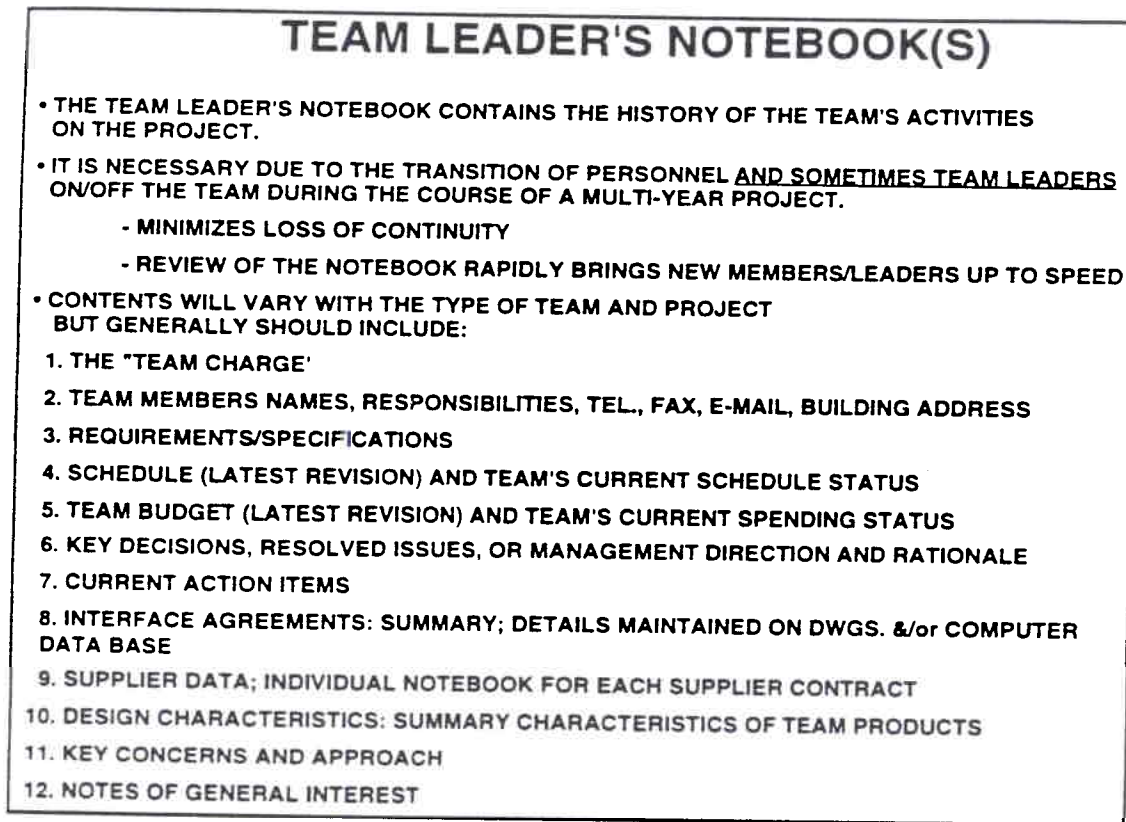 TEAM LEADER'S NOTEBOOK(S)
• THE TEAM LEADER'S NOTEBOOK CONTAINS THE HISTORY OF THE TEAM'S ACTIVITIES
ON THE PROJECT.
• IT IS NECESSARY DUE TO THE TRANSITION OF PERSONNEL AND SOMETIMES TEAM LEADERS
ON/OFF THE TEAM DURING THE COURSE OF A MULTI-YEAR PROJECT.
- MINIMIZES LOSS OF CONTINUITY
- REVIEW OF THE NOTEBOOK RAPIDLY BRINGS NEW MEMBERS/LEADERS UP TO SPEED
• CONTENTS WILL VARY WITH THE TYPE OF TEAM AND PROJECT
BUT GENERALLY SHOULD INCLUDE:
1. THE "TEAM CHARGE'
2. TEAM MEMBERS NAMES, RESPONSIBILITIES, TEL., FAX, E-MAIL, BUILDING ADDRESS
3. REQUIREMENTS/SPECIFICATIONS
4. SCHEDULE (LATEST REVISION) AND TEAM'S CURRENT SCHEDULE STATUS
5. TEAM BUDGET (LATEST REVISION) AND TEAM'S CURRENT SPENDING STATUS
6. KEY DECISIONS, RESOLVED ISSUES, OR MANAGEMENT DIRECTION AND RATIONALE
7. CURRENT ACTION ITEMS
8. INTERFACE AGREEMENTS: SUMMARY; DETAILS MAINTAINED ON DWGS. &/or COMPUTER
DATA BASE
9. SUPPLIER DATA; INDIVIDUAL NOTEBOOK FOR EACH SUPPLIER CONTRACT
10. DESIGN CHARACTERISTICS: SUMMARY CHARACTERISTICS OF TEAM PRODUCTS
11. KEY CONCERNS AND APPROACH
12. NOTES OF GENERAL INTEREST